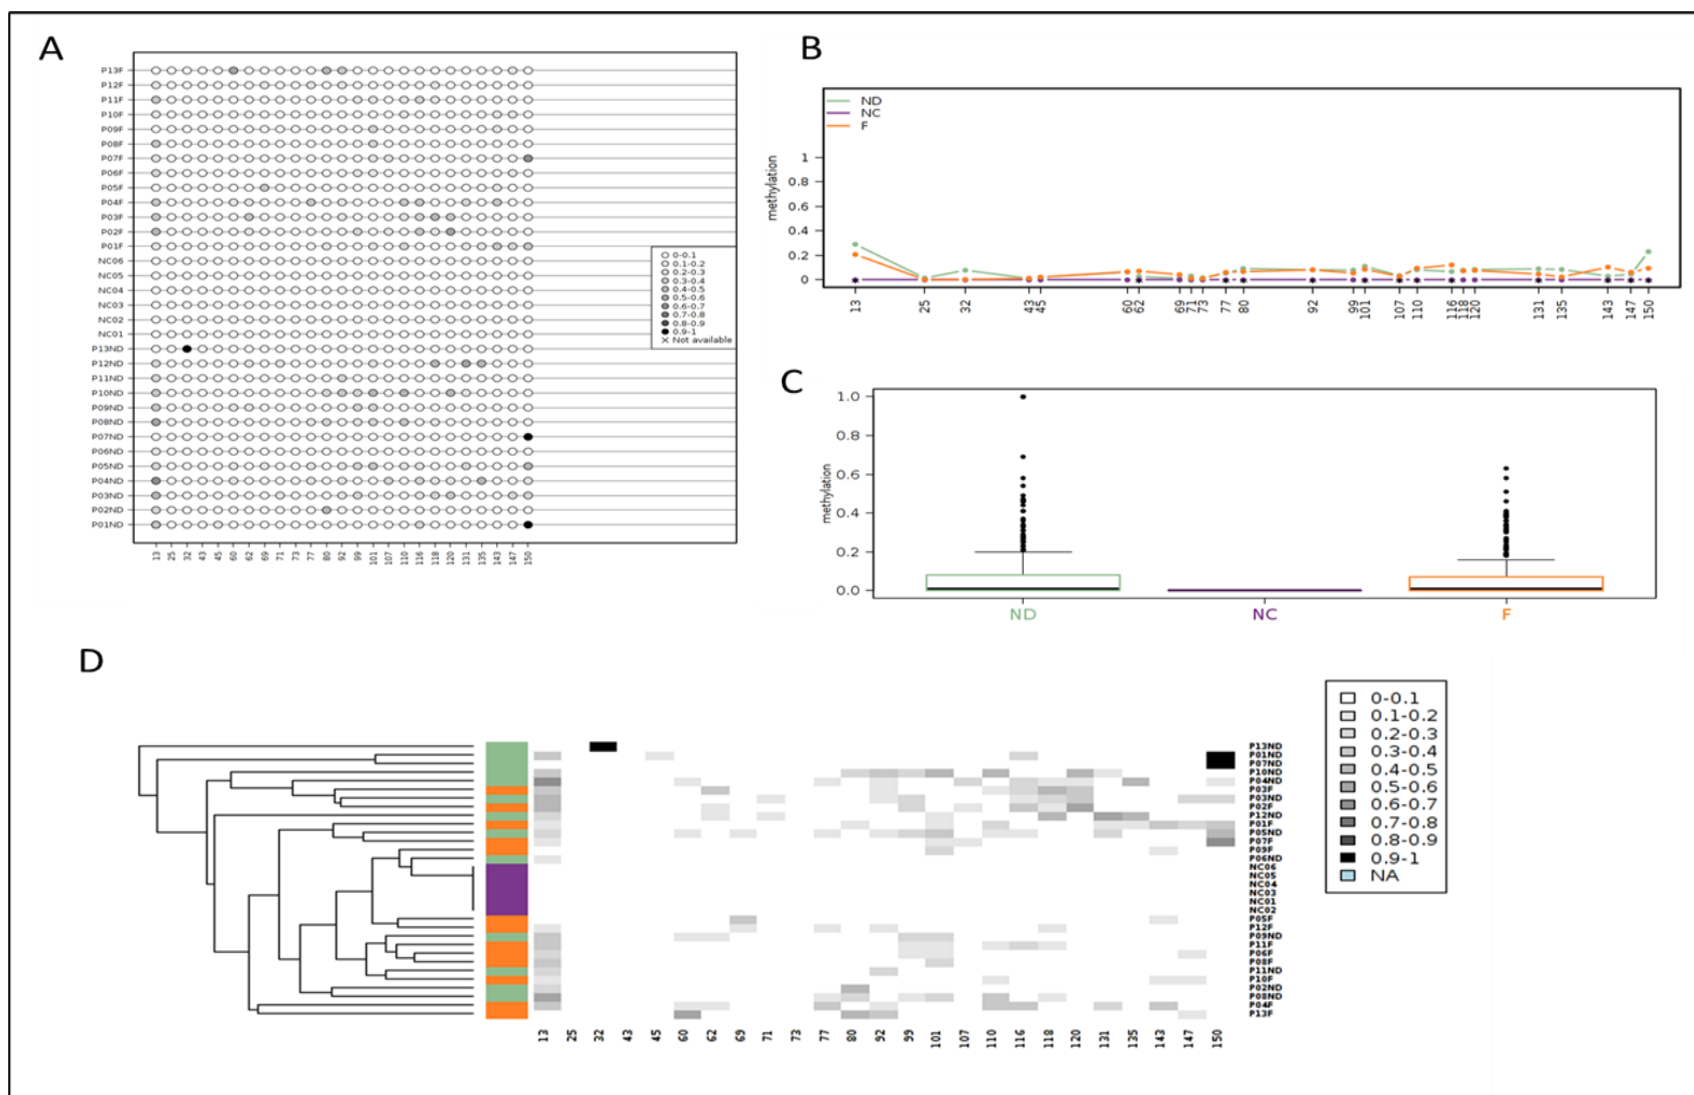 A
P13F
P12F
P11F
P10F
P09F
P08F
P07F
P06F
P05F
P04F
P03F
P02F
P01F
NC06
NC05
NC04
NC03
NC02
NC01
P13ND
P12ND
P11ND
P10ND
P09ND
P08ND
P07ND
P06ND
P05ND
P04ND
P03ND
P02ND
P01ND
13 25 32 43 45 60 62 69 71 73 77 80 92 99 101 107 110 116 118 120 131 135 143 147 150
0-0.1
0.1-0.2
0.2-0.3
0.3-0.4
0.4-0.5
0.5-0.6
0.6-0.7
0.7-0.8
0.8-0.9
0.9-1
Not available
B
ND
NC
F
methylation
1
0.8
0.6
0.4
0.2
0
13 25 32 43 45 60 62 69 71 73 77 80 92 99 101 107 110 116 118 120 131 135 143 147 150
C
methylation
1.0
0.8
0.6
0.4
0.2
0.0
ND NC F
D
P13ND
P01ND
P07ND
P10ND
P04ND
P03F
P03ND
P02F
P12ND
P01F
P05ND
P07F
P09F
P06ND
NC06
NC05
NC04
NC03
NC01
NC02
P05F
P12F
P09ND
P11F
P06F
P08F
P11ND
P10F
P02ND
P08ND
P04F
P13F
13 25 32 43 45 60 62 69 71 73 77 80 92 99 101 107 110 116 118 120 131 135 143 147 150
0-0.1
0.1-0.2
0.2-0.3
0.3-0.4
0.4-0.5
0.5-0.6
0.6-0.7
0.7-0.8
0.8-0.9
0.9-1
NA